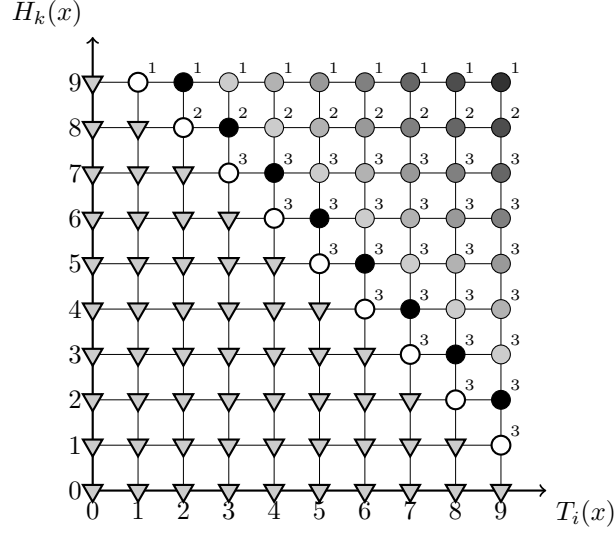 H_k(x)
9 1 1 1 1 1 1 1 1
8 2 2 2 2 2 2 2
7 3 3 3 3 3 3 3
6 3 3 3 3 3 3
5 3 3 3 3 3
4 3 3 3 3
3 3 3 3
2 3 3
1 3
0
0 1 2 3 4 5 6 7 8 9 T_i(x)